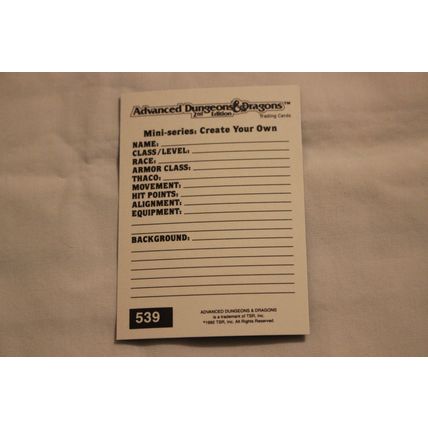 Advanced Dungeons & Dragons™
2nd Edition
Trading Cards
Mini-series: Create Your Own
NAME:
CLASS/LEVEL:
RACE:
ARMOR CLASS:
THACO:
MOVEMENT:
HIT POINTS:
ALIGNMENT:
EQUIPMENT:
BACKGROUND:
539
ADVANCED DUNGEONS & DRAGONS
is a trademark of TSR, Inc.
©1992 TSR, Inc. All Rights Reserved.